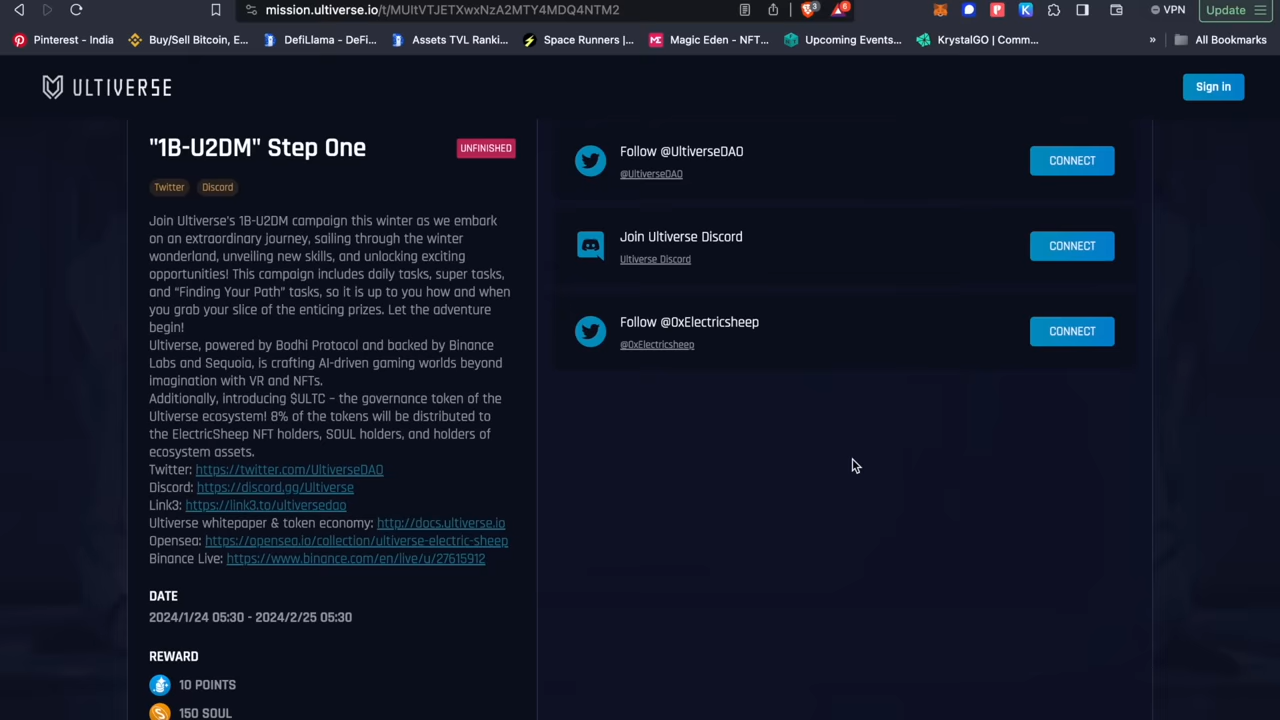 mission.ultiverse.io/t/MUltVTJETXwxNzA2MTY4MDQ4NTM2
3
6
VPN
Update
Pinterest - India
Buy/Sell Bitcoin, E...
DefiLlama - DeFi...
Assets TVL Ranki...
Space Runners |...
Magic Eden - NFT...
Upcoming Events...
KrystalGO | Comm...
»
All Bookmarks
ULTIVERSE
Sign in
"1B-U2DM" Step One
UNFINISHED
Twitter
Discord
Join Ultiverse's 1B-U2DM campaign this winter as we embark
on an extraordinary journey, sailing through the winter
wonderland, unveiling new skills, and unlocking exciting
opportunities! This campaign includes daily tasks, super tasks,
and “Finding Your Path” tasks, so it is up to you how and when
you grab your slice of the enticing prizes. Let the adventure
begin!
Ultiverse, powered by Bodhi Protocol and backed by Binance
Labs and Sequoia, is crafting AI-driven gaming worlds beyond
imagination with VR and NFTs.
Additionally, introducing $ULTC – the governance token of the
Ultiverse ecosystem! 8% of the tokens will be distributed to
the ElectricSheep NFT holders, SOUL holders, and holders of
ecosystem assets.
Twitter: https://twitter.com/UltiverseDAO
Discord: https://discord.gg/Ultiverse
Link3: https://link3.to/ultiversedao
Ultiverse whitepaper & token economy: http://docs.ultiverse.io
Opensea: https://opensea.io/collection/ultiverse-electric-sheep
Binance Live: https://www.binance.com/en/live/u/27615912
DATE
2024/1/24 05:30 - 2024/2/25 05:30
REWARD
10 POINTS
150 SOUL
Follow @UltiverseDAO
@UltiverseDAO
CONNECT
Join Ultiverse Discord
Ultiverse Discord
CONNECT
Follow @0xElectricsheep
@0xElectricsheep
CONNECT